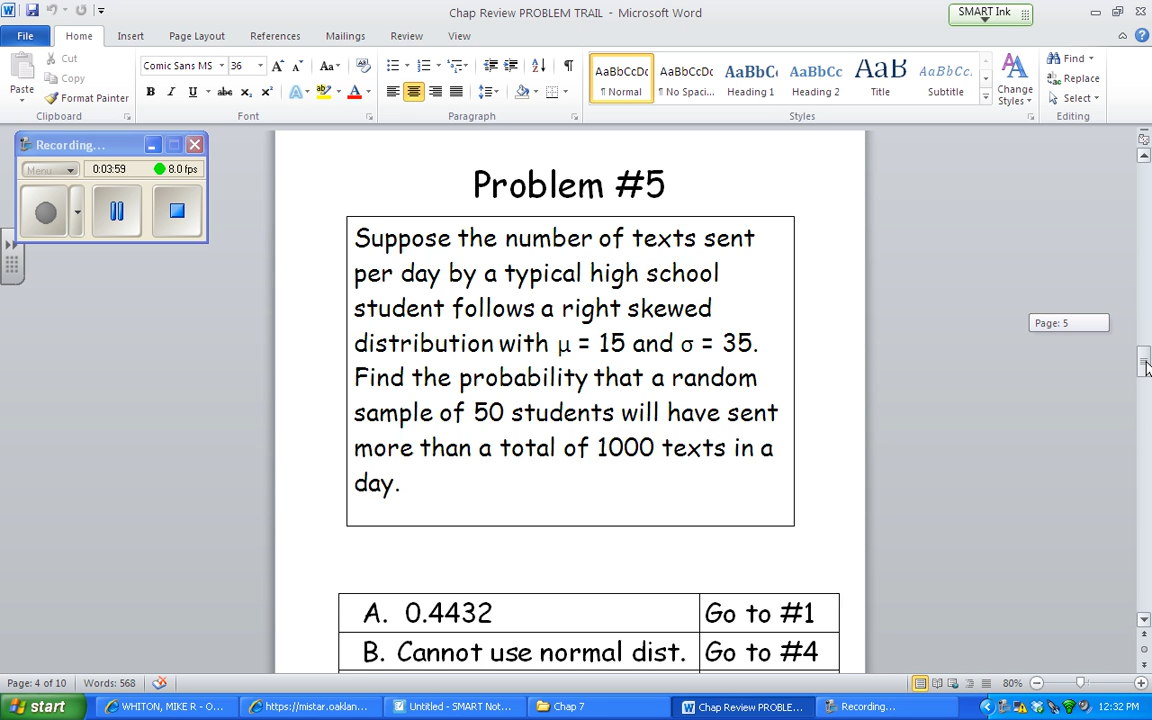 Chap Review PROBLEM TRAIL - Microsoft Word
SMART Ink
File Home Insert Page Layout References Mailings Review View
Paste
Cut
Copy
Format Painter
Clipboard
Comic Sans MS 36
Font
Paragraph
AaBbCcDc
¶ Normal
AaBbCcDc
¶ No Spaci...
AaBbCc
Heading 1
AaBbCc
Heading 2
AaB
Title
AaBbCc.
Subtitle
Change
Styles
Styles
Find
Replace
Select
Editing
Recording...
Menu
0:03:59
8.0 fps
Problem #5
Suppose the number of texts sent
per day by a typical high school
student follows a right skewed
distribution with μ = 15 and σ = 35.
Find the probability that a random
sample of 50 students will have sent
more than a total of 1000 texts in a
day.
Page: 5
A. 0.4432 Go to #1
B. Cannot use normal dist. Go to #4
Page: 4 of 10 Words: 568 80%
start WHITON, MIKE R - O... https://mistar.oaklan... Untitled - SMART Not... Chap 7 Chap Review PROBLE... Recording... 12:32 PM